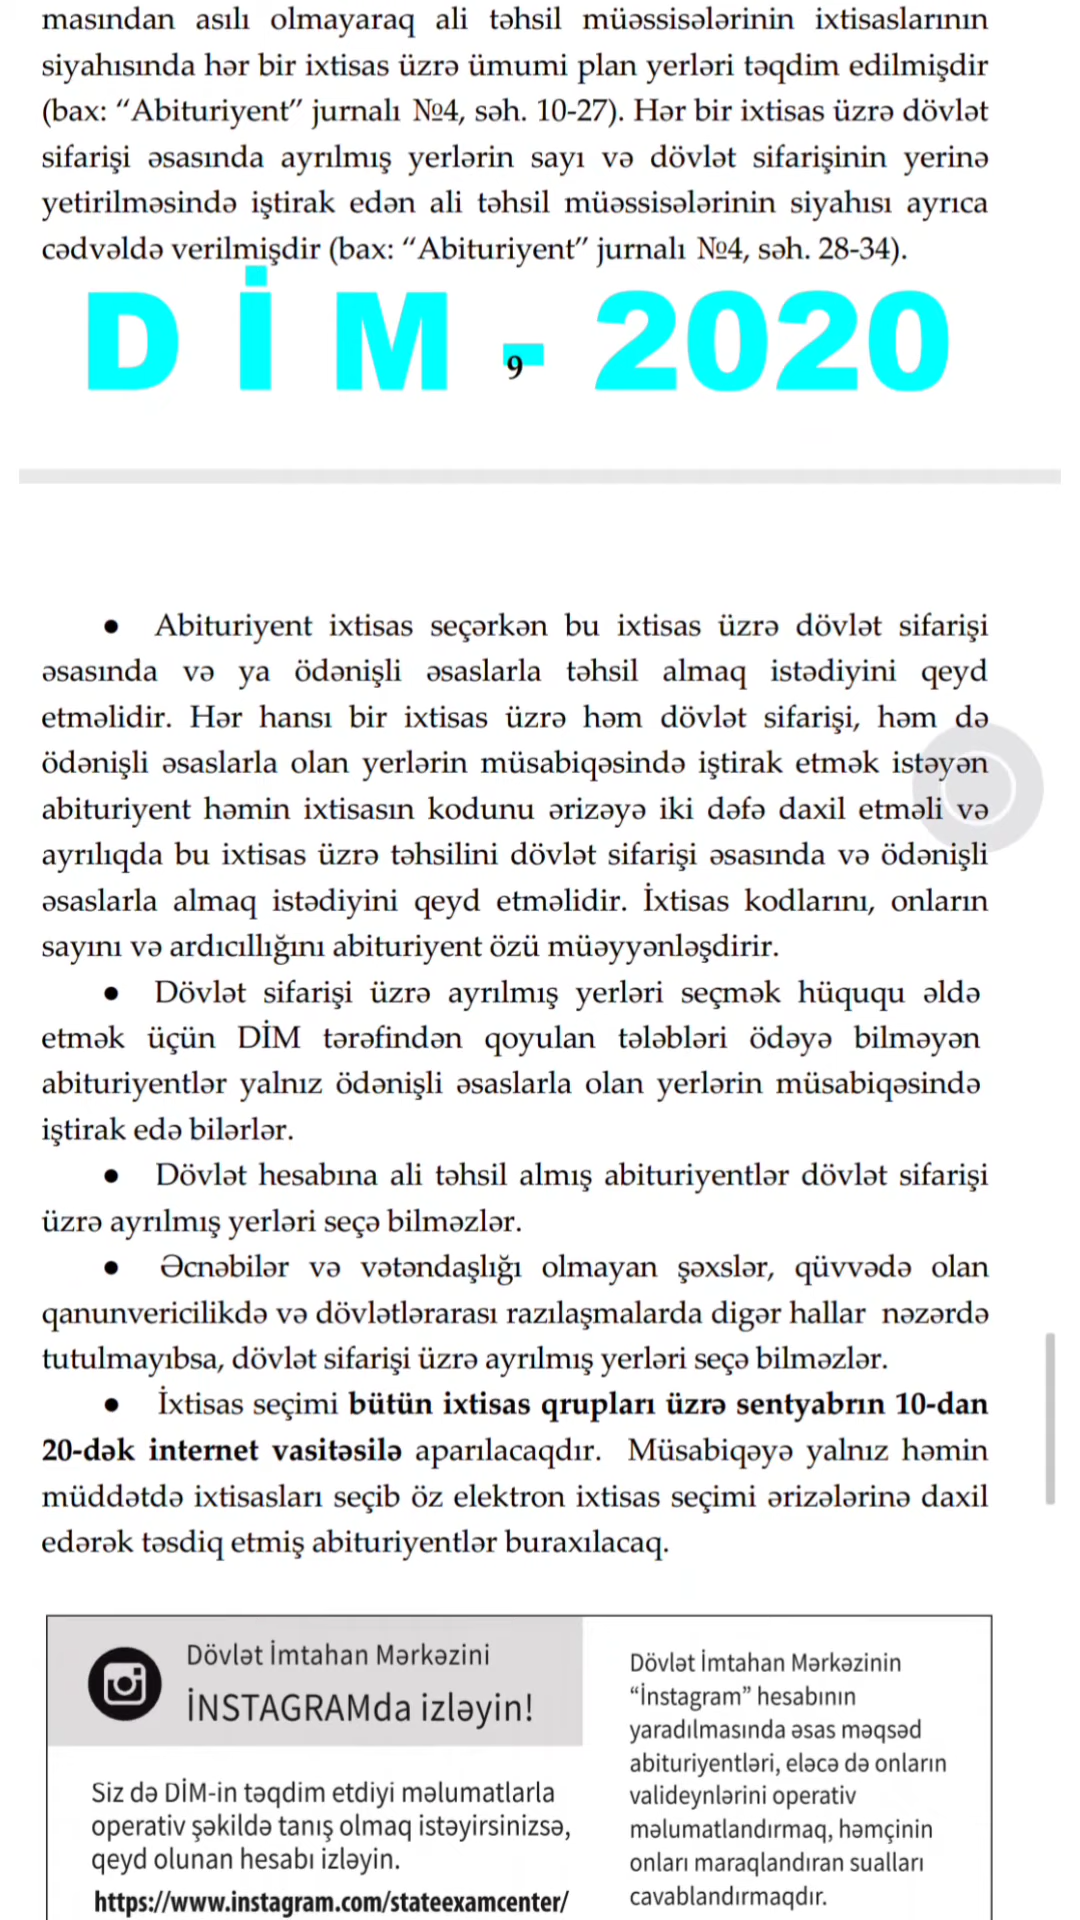 masından asılı olmayaraq ali təhsil müəssisələrinin ixtisaslarının
siyahısında hər bir ixtisas üzrə ümumi plan yerləri təqdim edilmişdir
(bax: “Abituriyent” jurnalı №4, səh. 10-27). Hər bir ixtisas üzrə dövlət
sifarişi əsasında ayrılmış yerlərin sayı və dövlət sifarişinin yerinə
yetirilməsində iştirak edən ali təhsil müəssisələrinin siyahısı ayrıca
cədvəldə verilmişdir (bax: “Abituriyent” jurnalı №4, səh. 28-34).
D İ M - 2020
9
● Abituriyent ixtisas seçərkən bu ixtisas üzrə dövlət sifarişi
əsasında və ya ödənişli əsaslarla təhsil almaq istədiyini qeyd
etməlidir. Hər hansı bir ixtisas üzrə həm dövlət sifarişi, həm də
ödənişli əsaslarla olan yerlərin müsabiqəsində iştirak etmək istəyən
abituriyent həmin ixtisasın kodunu ərizəyə iki dəfə daxil etməli və
ayrılıqda bu ixtisas üzrə təhsilini dövlət sifarişi əsasında və ödənişli
əsaslarla almaq istədiyini qeyd etməlidir. İxtisas kodlarını, onların
sayını və ardıcıllığını abituriyent özü müəyyənləşdirir.
● Dövlət sifarişi üzrə ayrılmış yerləri seçmək hüququ əldə
etmək üçün DİM tərəfindən qoyulan tələbləri ödəyə bilməyən
abituriyentlər yalnız ödənişli əsaslarla olan yerlərin müsabiqəsində
iştirak edə bilərlər.
● Dövlət hesabına ali təhsil almış abituriyentlər dövlət sifarişi
üzrə ayrılmış yerləri seçə bilməzlər.
● Əcnəbilər və vətəndaşlığı olmayan şəxslər, qüvvədə olan
qanunvericilikdə və dövlətlərarası razılaşmalarda digər hallar nəzərdə
tutulmayıbsa, dövlət sifarişi üzrə ayrılmış yerləri seçə bilməzlər.
● İxtisas seçimi bütün ixtisas qrupları üzrə sentyabrın 10-dan
20-dək internet vasitəsilə aparılacaqdır. Müsabiqəyə yalnız həmin
müddətdə ixtisasları seçib öz elektron ixtisas seçimi ərizələrinə daxil
edərək təsdiq etmiş abituriyentlər buraxılacaq.
Dövlət İmtahan Mərkəzini
İNSTAGRAMda izləyin!
Siz də DİM-in təqdim etdiyi məlumatlarla
operativ şəkildə tanış olmaq istəyirsinizsə,
qeyd olunan hesabı izləyin.
https://www.instagram.com/stateexamcenter/
Dövlət İmtahan Mərkəzinin
“İnstagram” hesabının
yaradılmasında əsas məqsəd
abituriyentləri, eləcə də onların
valideynlərini operativ
məlumatlandırmaq, həmçinin
onları maraqlandıran sualları
cavablandırmaqdır.